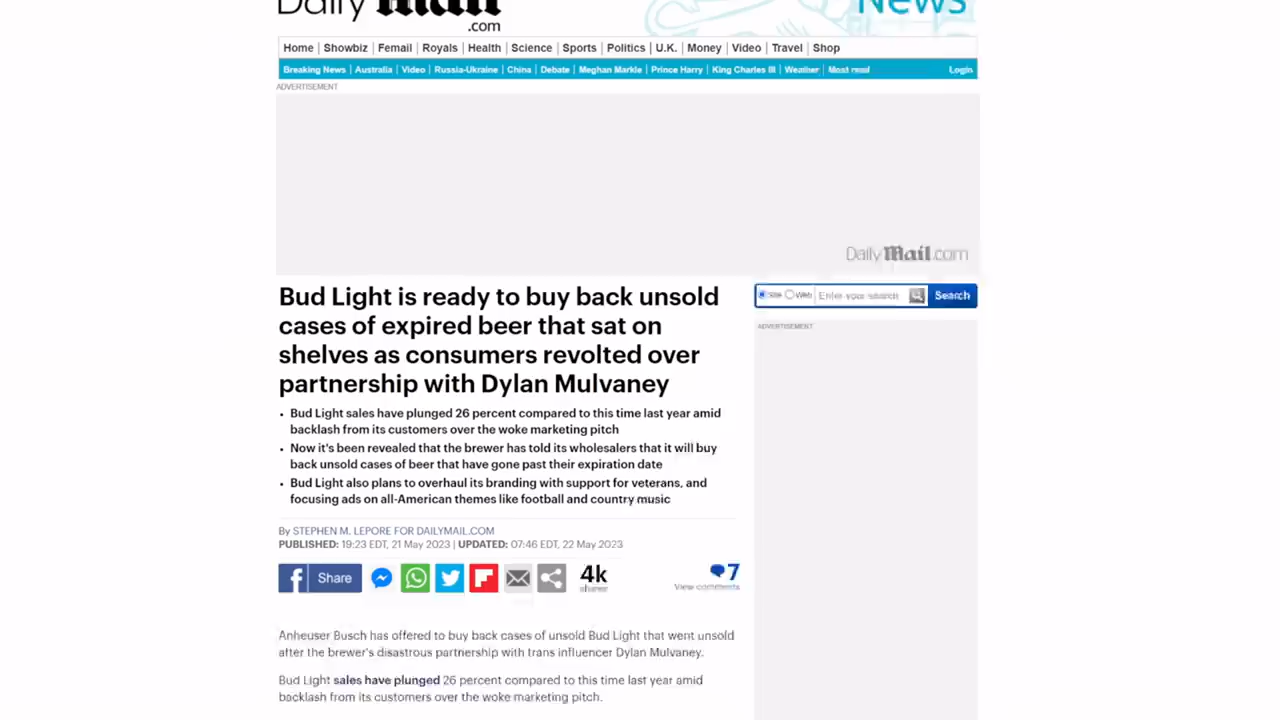 Daily Mail
.com
News
Home | Showbiz | Femail | Royals | Health | Science | Sports | Politics | U.K. | Money | Video | Travel | Shop
Breaking News | Australia | Video | Russia-Ukraine | China | Debate | Meghan Markle | Prince Harry | King Charles III | Weather | Most read
Login
ADVERTISEMENT
Daily Mail.com
Bud Light is ready to buy back unsold
cases of expired beer that sat on
shelves as consumers revolted over
partnership with Dylan Mulvaney
Site Web Enter your search Search
ADVERTISEMENT
• Bud Light sales have plunged 26 percent compared to this time last year amid
backlash from its customers over the woke marketing pitch
• Now it's been revealed that the brewer has told its wholesalers that it will buy
back unsold cases of beer that have gone past their expiration date
• Bud Light also plans to overhaul its branding with support for veterans, and
focusing ads on all-American themes like football and country music
By STEPHEN M. LEPORE FOR DAILYMAIL.COM
PUBLISHED: 19:23 EDT, 21 May 2023 | UPDATED: 07:46 EDT, 22 May 2023
f Share
4k
shares
7
View comments
Anheuser Busch has offered to buy back cases of unsold Bud Light that went unsold
after the brewer's disastrous partnership with trans influencer Dylan Mulvaney.
Bud Light sales have plunged 26 percent compared to this time last year amid
backlash from its customers over the woke marketing pitch.